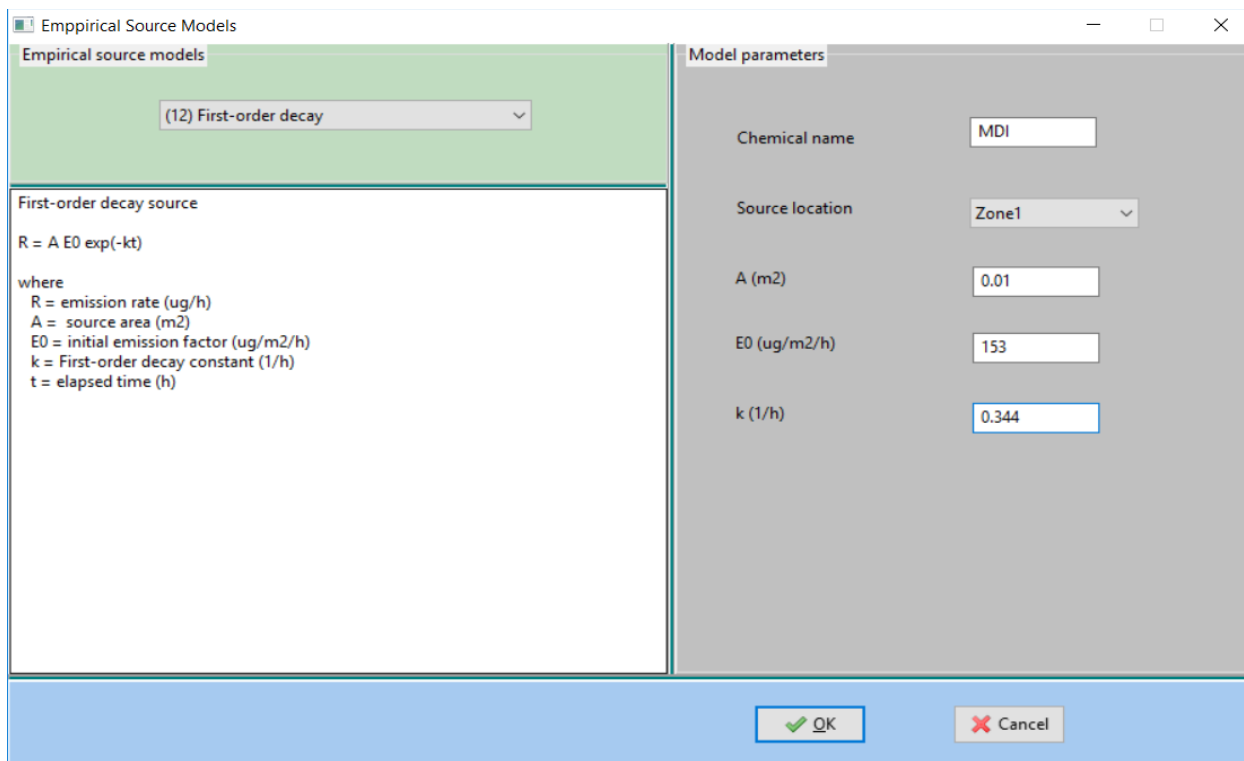 Emppirical Source Models
Empirical source models
(12) First-order decay
First-order decay source
R = A E0 exp(-kt)
where
R = emission rate (ug/h)
A =  source area (m2)
E0 = initial emission factor (ug/m2/h)
k = First-order decay constant (1/h)
t = elapsed time (h)
Model parameters
Chemical name MDI
Source location Zone1
A (m2) 0.01
E0 (ug/m2/h) 153
k (1/h) 0.344
OK Cancel